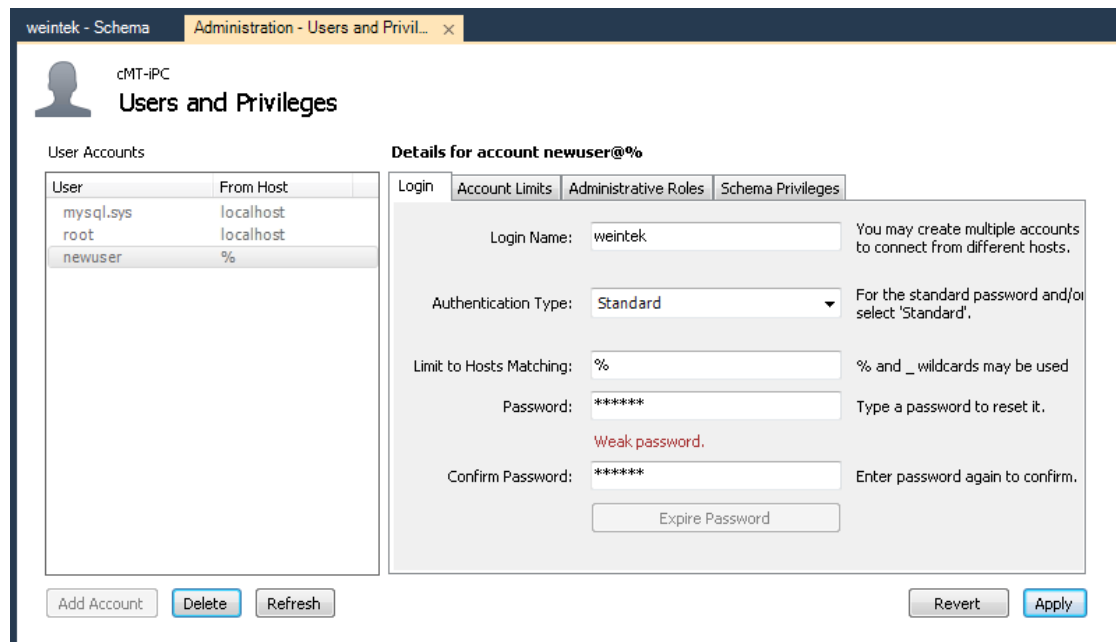 weintek - Schema
Administration - Users and Privil...
cMT-iPC
Users and Privileges
User Accounts
User From Host
mysql.sys localhost
root localhost
newuser %
Add Account Delete Refresh
Details for account newuser@%
Login Account Limits Administrative Roles Schema Privileges
Login Name: weintek You may create multiple accounts
to connect from different hosts.
Authentication Type: Standard For the standard password and/or
select 'Standard'.
Limit to Hosts Matching: % % and _ wildcards may be used
Password: ****** Type a password to reset it.
Weak password.
Confirm Password: ****** Enter password again to confirm.
Expire Password
Revert Apply